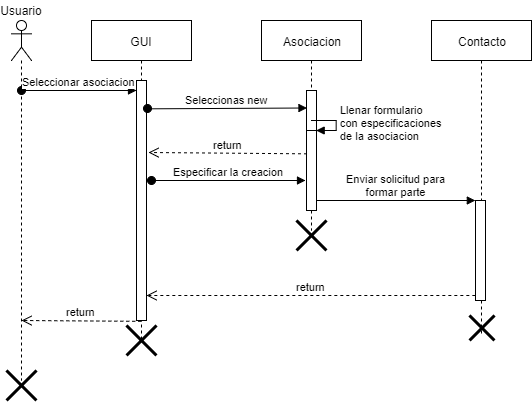 Usuario
GUI
Asociacion
Contacto
Seleccionar asociacion
Seleccionas new
Llenar formulario
con especificaciones
de la asociacion
return
Especificar la creacion
Enviar solicitud para
formar parte
return
return